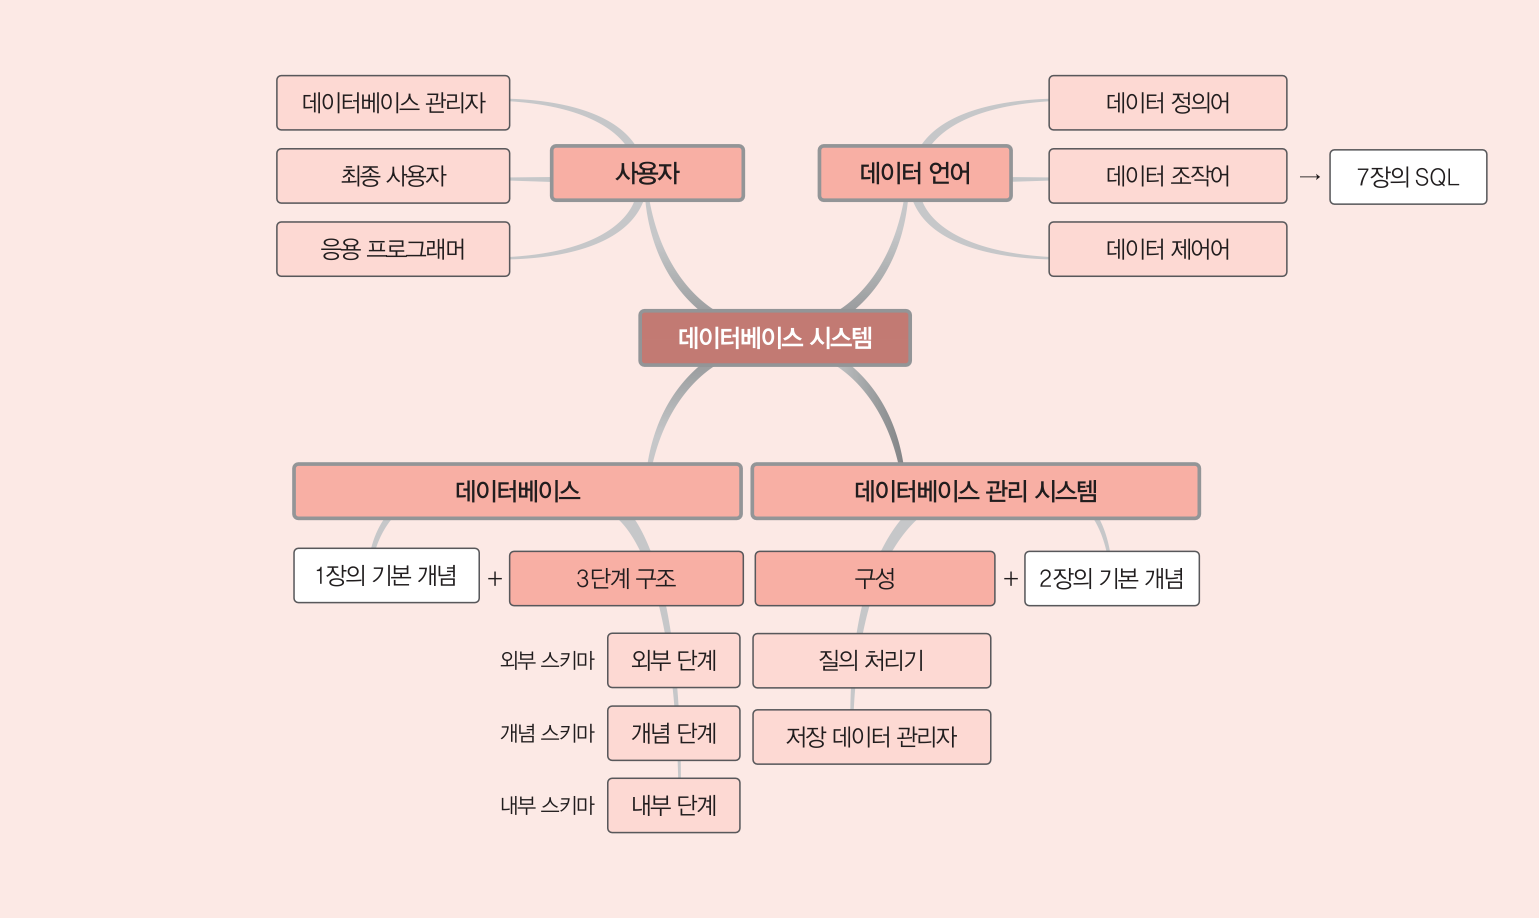 데이터베이스 관리자
최종 사용자
응용 프로그래머
사용자
데이터 언어
데이터 정의어
데이터 조작어
→
7장의 SQL
데이터 제어어
데이터베이스 시스템
데이터베이스
데이터베이스 관리 시스템
1장의 기본 개념
+
3단계 구조
구성
+
2장의 기본 개념
외부 스키마
외부 단계
질의 처리기
개념 스키마
개념 단계
저장 데이터 관리자
내부 스키마
내부 단계